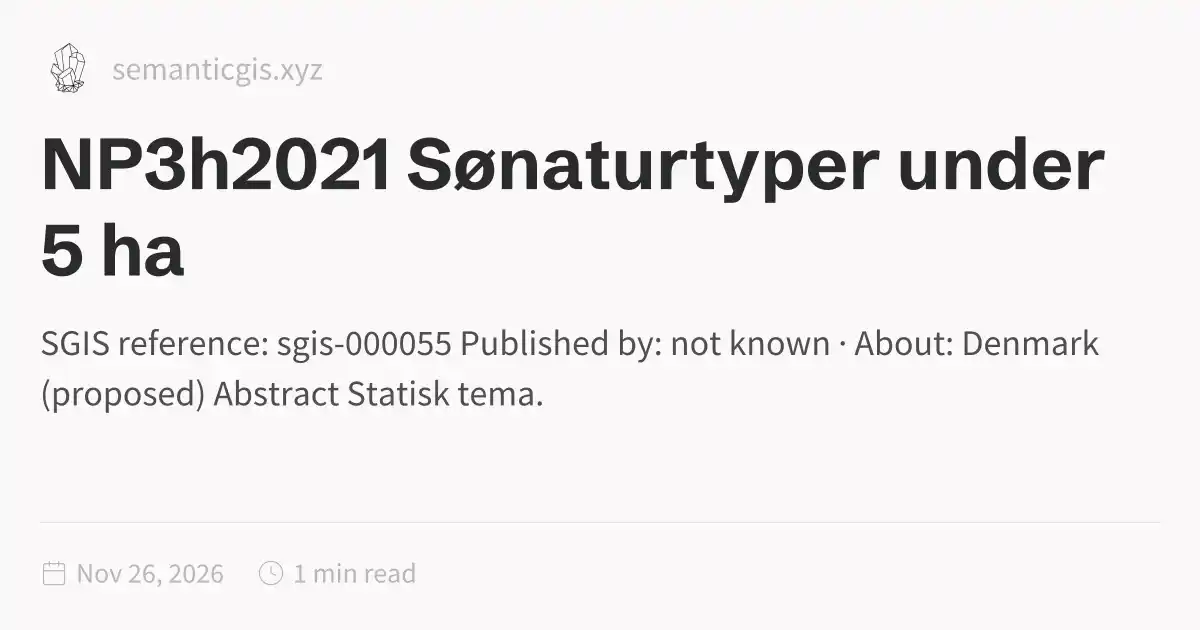 semanticgis.xyz
NP3h2021 Sønaturtyper under
5 ha
SGIS reference: sgis-000055 Published by: not known · About: Denmark
(proposed) Abstract Statisk tema.
Nov 26, 2026 1 min read